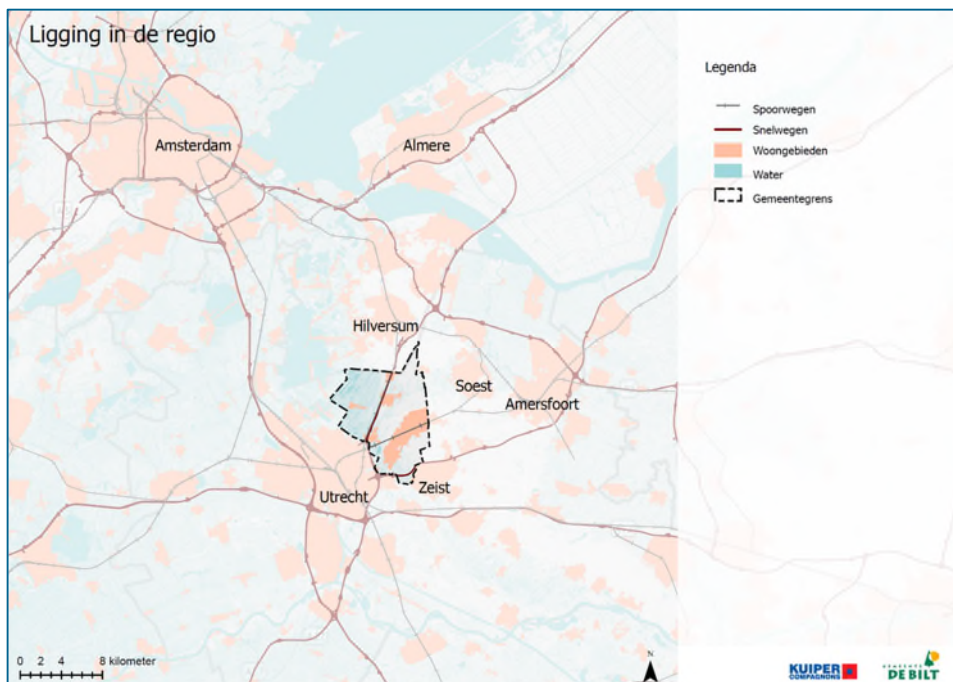 Ligging in de regio
Legenda
Spoorwegen
Snelwegen
Woongebieden
Water
Gemeentegrens
Amsterdam
Almere
Hilversum
Soest
Amersfoort
Utrecht
Zeist
0 2 4 8 kilometer
N
KUIPER
COMPAGNONS
GEMEENTE
DE BILT